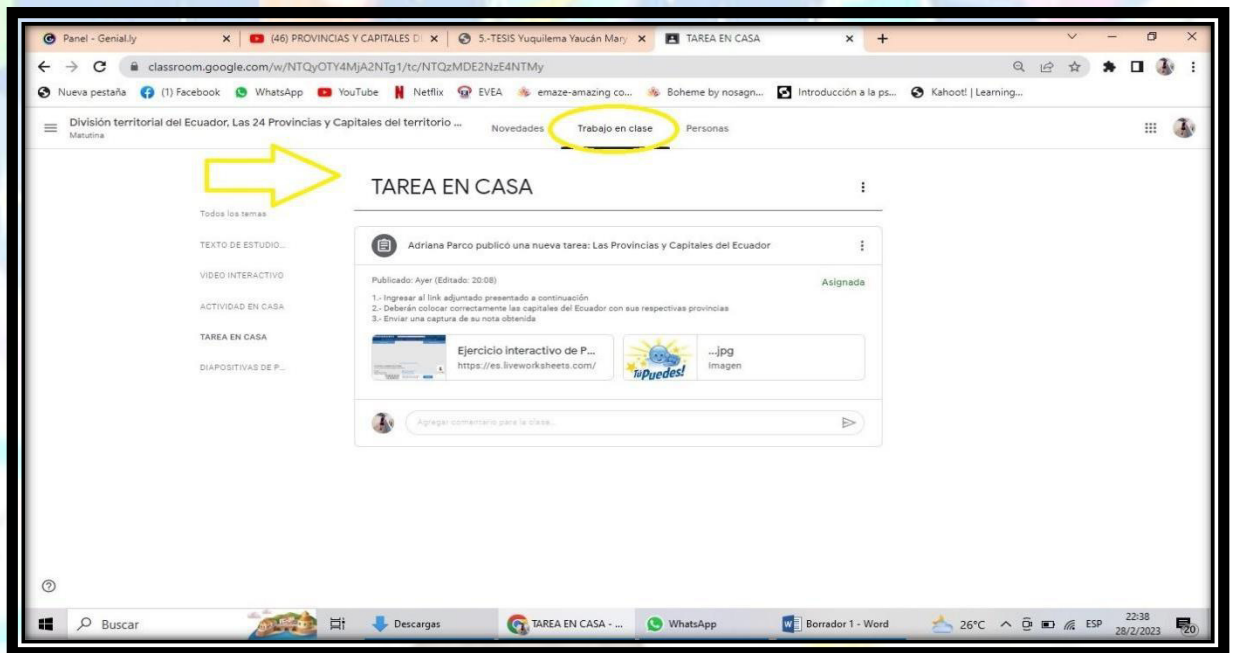 Panel - Genial.ly
(46) PROVINCIAS Y CAPITALES D
5.-TESIS Yuquilema Yaucán Mary
TAREA EN CASA
classroom.google.com/w/NTQyOTY4MjA2NTg1/tc/NTQzMDE2NzE4NTMy
Nueva pestaña
(1) Facebook
WhatsApp
YouTube
Netflix
EVEA
emaze-amazing co...
Boheme by nosagn...
Introducción a la ps...
Kahoot! | Learning...
División territorial del Ecuador, Las 24 Provincias y Capitales del territorio ...
Matutina
Novedades
Trabajo en clase
Personas
TAREA EN CASA
Todos los temas
TEXTO DE ESTUDIO...
VIDEO INTERACTIVO
ACTIVIDAD EN CASA
TAREA EN CASA
DIAPOSITIVAS DE P...
Adriana Parco publicó una nueva tarea: Las Provincias y Capitales del Ecuador
Publicado: Ayer (Editado: 20:08)
Asignada
1.- Ingresar al link adjuntado presentado a continuación
2.- Deberán colocar correctamente las capitales del Ecuador con sus respectivas provincias
3.- Enviar una captura de su nota obtenida
Ejercicio interactivo de P...
https://es.liveworksheets.com/
TúPuedes!
...jpg
Imagen
Agregar comentario para la clase...
Buscar
Descargas
TAREA EN CASA - ...
WhatsApp
Borrador 1 - Word
26°C
ESP
22:38
28/2/2023
20